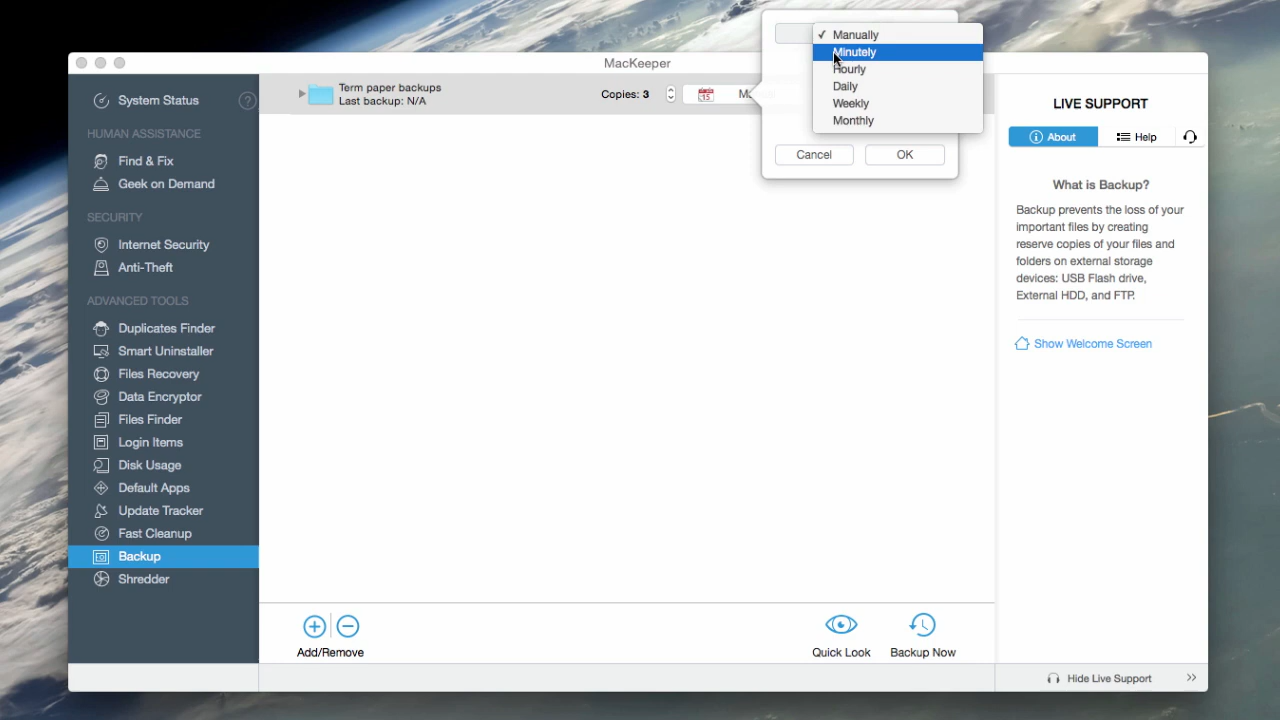 MacKeeper
System Status
?
HUMAN ASSISTANCE
Find & Fix
Geek on Demand
SECURITY
Internet Security
Anti-Theft
ADVANCED TOOLS
Duplicates Finder
Smart Uninstaller
Files Recovery
Data Encryptor
Files Finder
Login Items
Disk Usage
Default Apps
Update Tracker
Fast Cleanup
Backup
Shredder
Term paper backups
Last backup: N/A
Copies: 3
15
✓ Manually
Minutely
Hourly
Daily
Weekly
Monthly
Cancel
OK
Add/Remove
Quick Look
Backup Now
LIVE SUPPORT
About
Help
What is Backup?
Backup prevents the loss of your
important files by creating
reserve copies of your files and
folders on external storage
devices: USB Flash drive,
External HDD, and FTP.
Show Welcome Screen
Hide Live Support